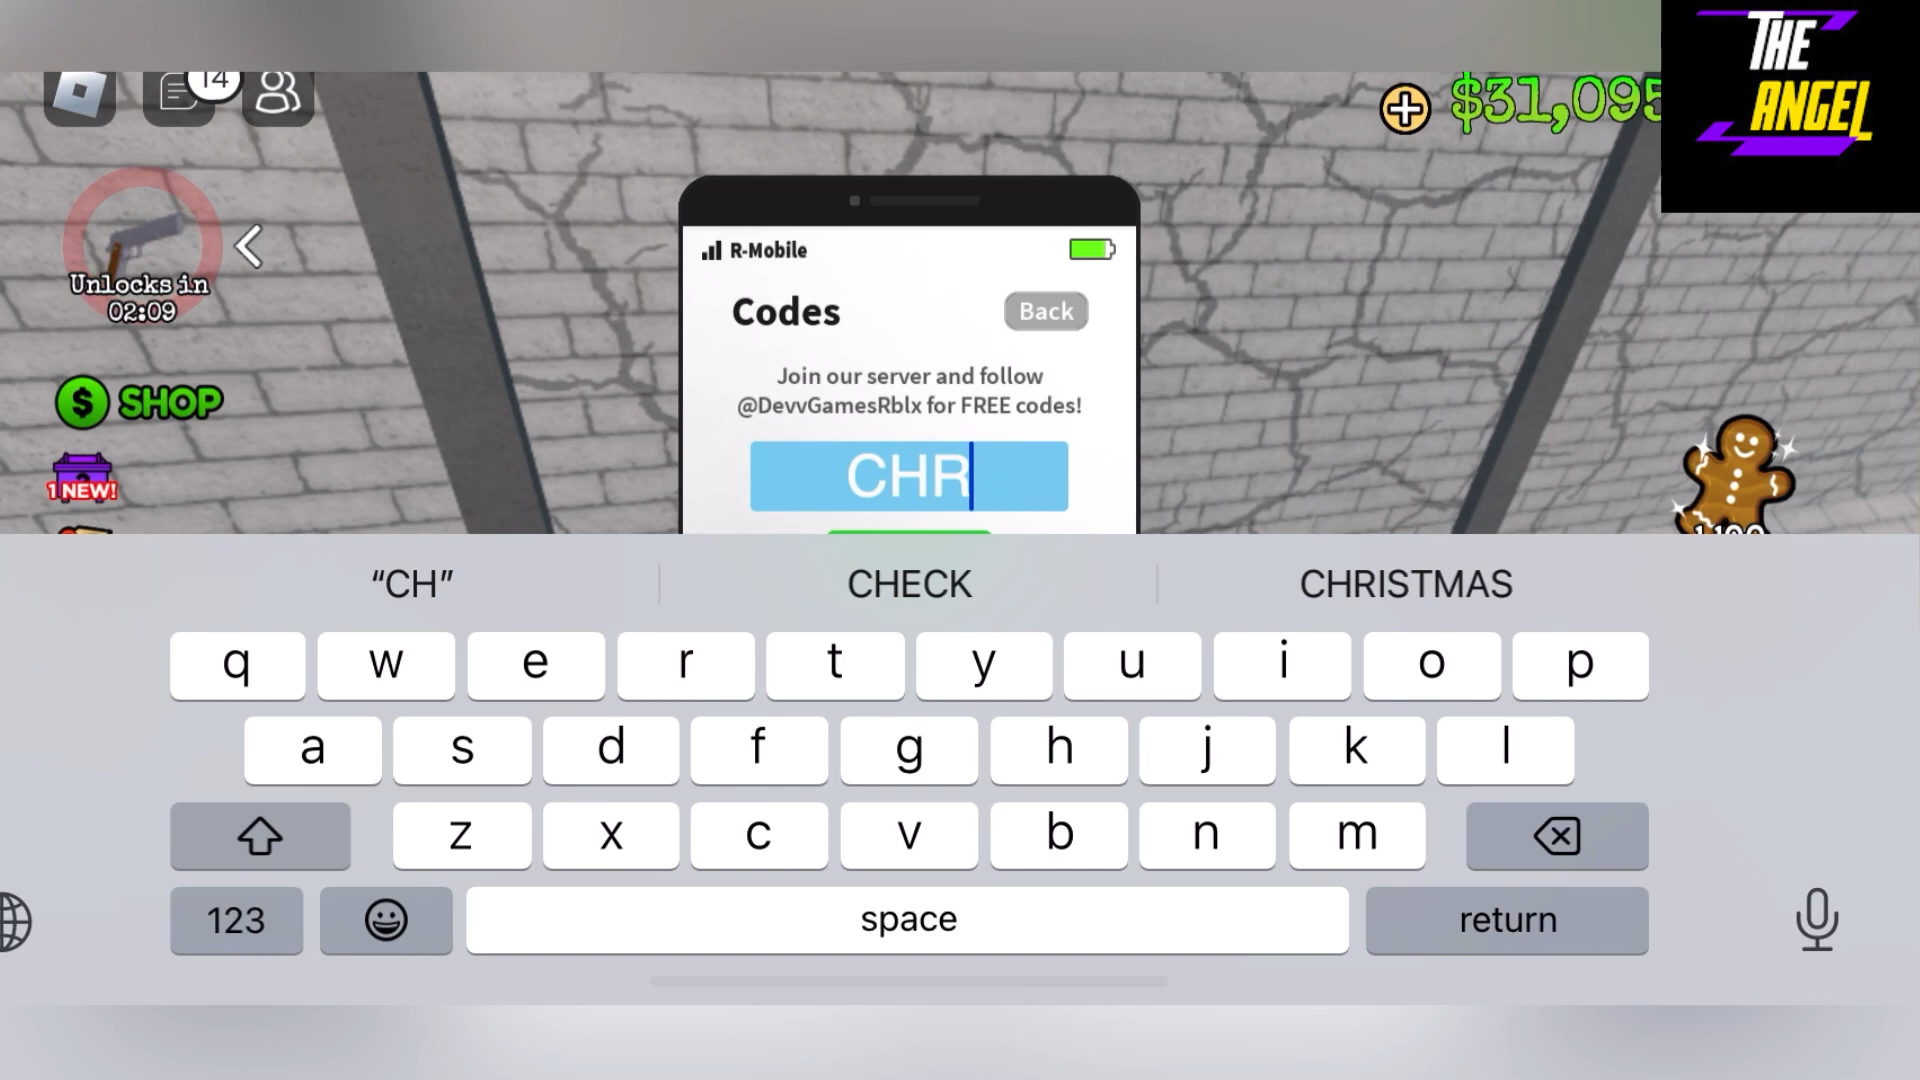 14
$31,095
THE
ANGEL
Unlocks in
02:09
R-Mobile
Codes
Back
Join our server and follow
@DevvGamesRblx for FREE codes!
CHR
$ SHOP
1 NEW!
"CH" CHECK CHRISTMAS
q w e r t y u i o p
a s d f g h j k l
z x c v b n m
123 space return